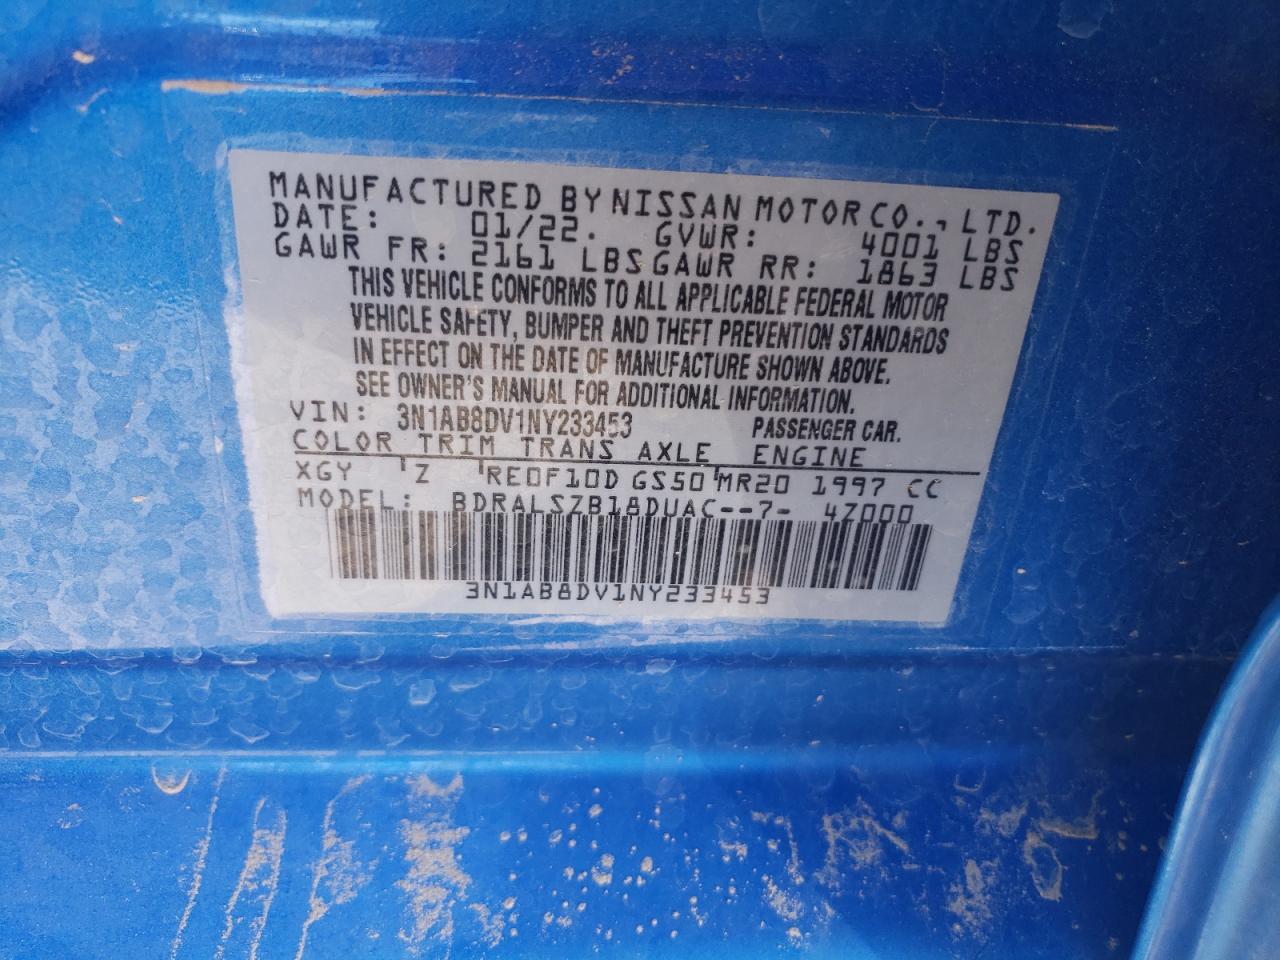 MANUFACTURED BY NISSAN MOTOR CO., LTD.
DATE: 01/22. GVWR: 4001 LBS
GAWR FR: 2161 LBS GAWR RR: 1863 LBS
THIS VEHICLE CONFORMS TO ALL APPLICABLE FEDERAL MOTOR
VEHICLE SAFETY, BUMPER AND THEFT PREVENTION STANDARDS
IN EFFECT ON THE DATE OF MANUFACTURE SHOWN ABOVE.
SEE OWNER'S MANUAL FOR ADDITIONAL INFORMATION.
VIN: 3N1AB8DV1NY233453 PASSENGER CAR.
COLOR TRIM TRANS AXLE ENGINE
XGY Z RE0F10D GS50 MR20 1997 CC
MODEL: BDRALSZB18DUAC--7- 4Z000
3N1AB8DV1NY233453